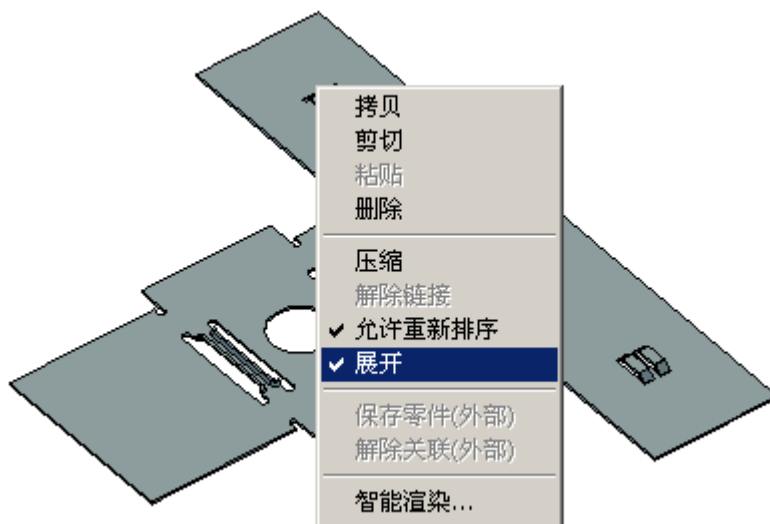 拷贝
剪切
粘贴
删除
压缩
解除链接
允许重新排序
展开
保存零件(外部)
解除关联(外部)
智能渲染...